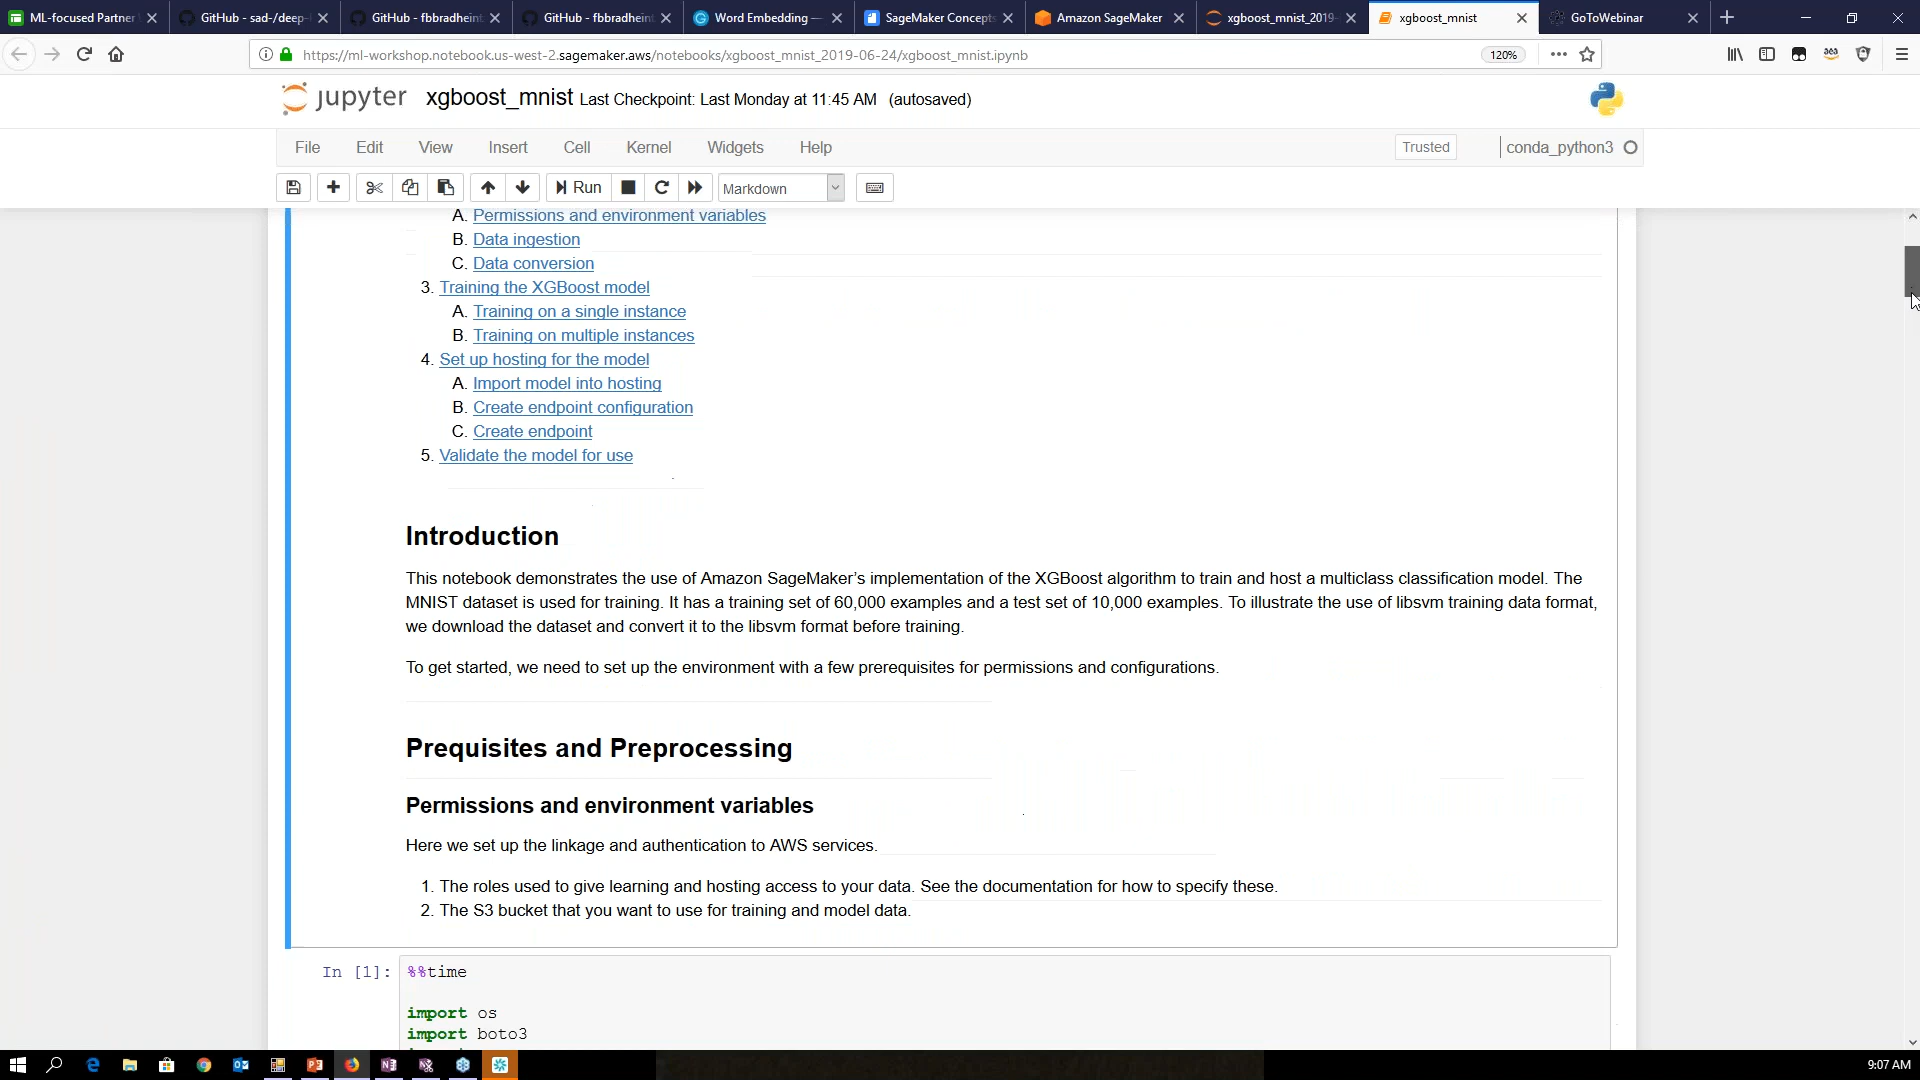 ML-focused Partner
GitHub - sad-/deep-
GitHub - fbbradheint
GitHub - fbbradheint
Word Embedding —
SageMaker Concepts
Amazon SageMaker
xgboost_mnist_2019-
xgboost_mnist
GoToWebinar
https://ml-workshop.notebook.us-west-2.sagemaker.aws/notebooks/xgboost_mnist_2019-06-24/xgboost_mnist.ipynb
120%
jupyter xgboost_mnist Last Checkpoint: Last Monday at 11:45 AM (autosaved)
File Edit View Insert Cell Kernel Widgets Help Trusted conda_python3
Run Markdown
A. Permissions and environment variables
B. Data ingestion
C. Data conversion
3. Training the XGBoost model
A. Training on a single instance
B. Training on multiple instances
4. Set up hosting for the model
A. Import model into hosting
B. Create endpoint configuration
C. Create endpoint
5. Validate the model for use
Introduction
This notebook demonstrates the use of Amazon SageMaker’s implementation of the XGBoost algorithm to train and host a multiclass classification model. The
MNIST dataset is used for training. It has a training set of 60,000 examples and a test set of 10,000 examples. To illustrate the use of libsvm training data format,
we download the dataset and convert it to the libsvm format before training.
To get started, we need to set up the environment with a few prerequisites for permissions and configurations.
Prequisites and Preprocessing
Permissions and environment variables
Here we set up the linkage and authentication to AWS services.
1. The roles used to give learning and hosting access to your data. See the documentation for how to specify these.
2. The S3 bucket that you want to use for training and model data.
In [1]: %%time
import os
import boto3
9:07 AM